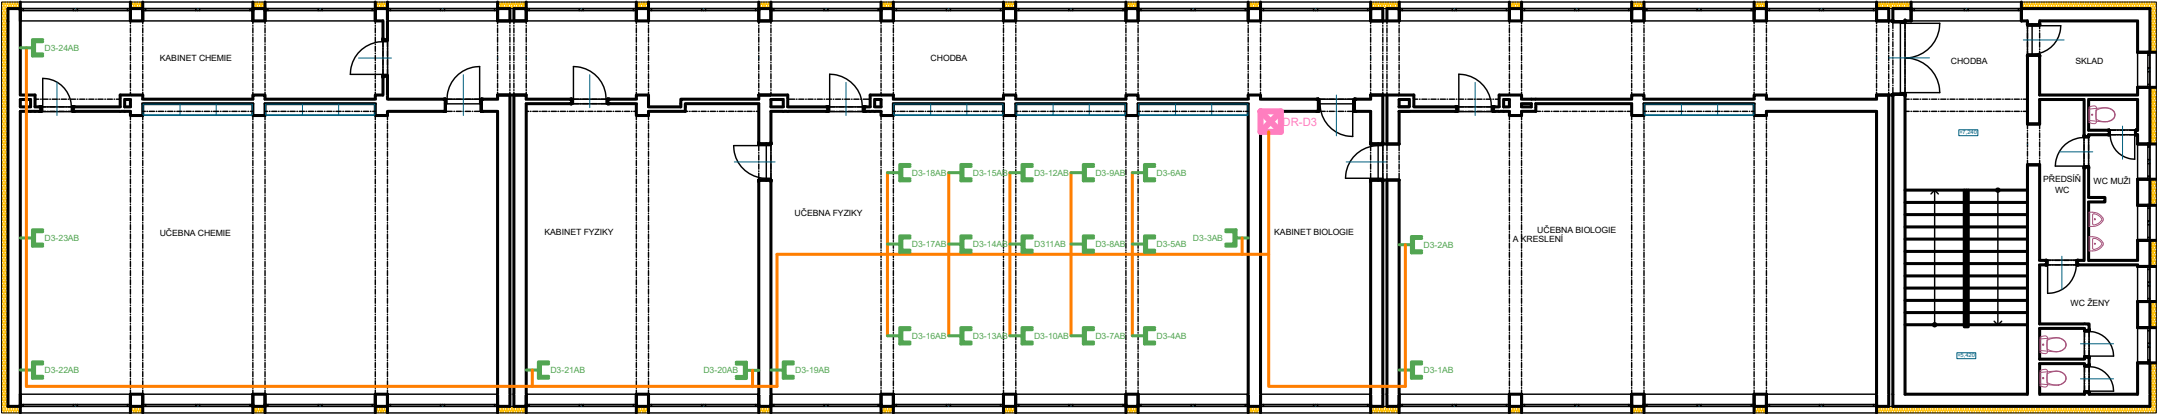 D3-24AB
KABINET CHEMIE
CHODBA
CHODBA
SKLAD
DR-D3
D3-18AB
D3-15AB
D3-12AB
D3-9AB
D3-6AB
PŘEDSÍŇ
WC
WC MUŽI
UČEBNA FYZIKY
D3-23AB
UČEBNA CHEMIE
KABINET FYZIKY
D3-17AB
D3-14AB
D311AB
D3-8AB
D3-5AB
D3-3AB
KABINET BIOLOGIE
D3-2AB
UČEBNA BIOLOGIE
A KRESLENÍ
WC ŽENY
D3-16AB
D3-13AB
D3-10AB
D3-7AB
D3-4AB
D3-22AB
D3-21AB
D3-20AB
D3-19AB
D3-1AB